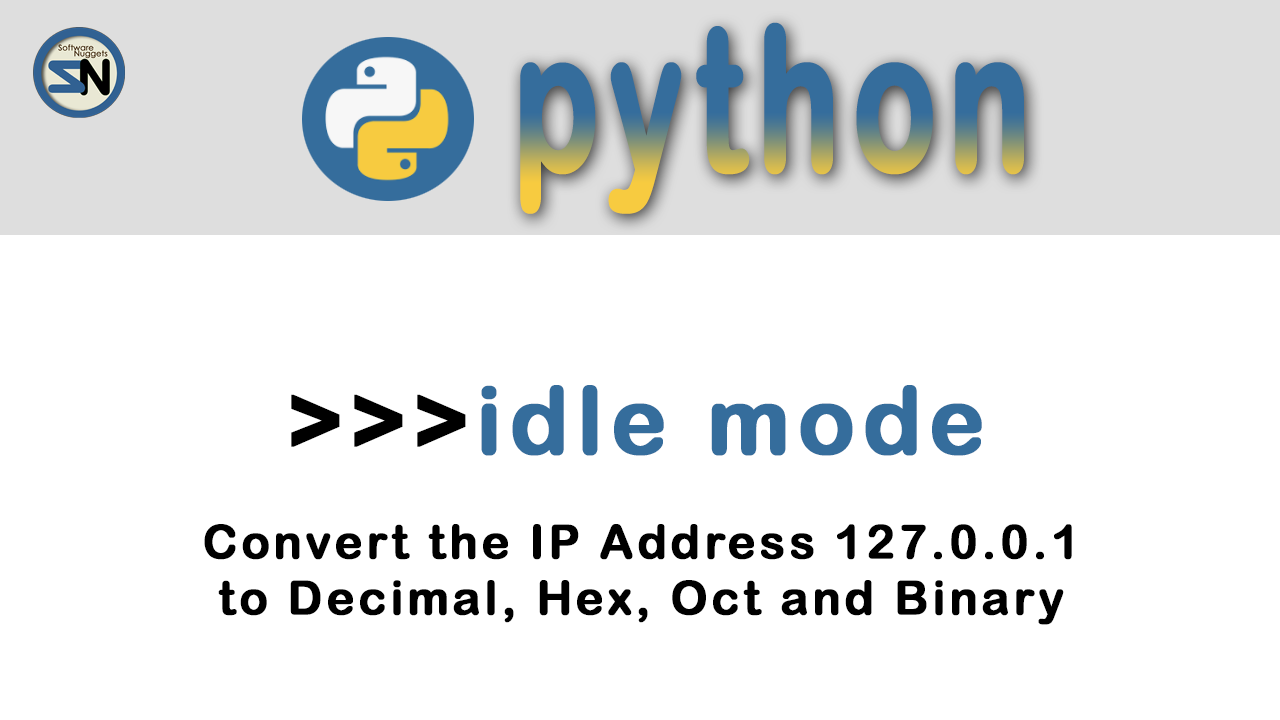 Software
Nuggets
SN
python
>>>idle mode
Convert the IP Address 127.0.0.1
to Decimal, Hex, Oct and Binary